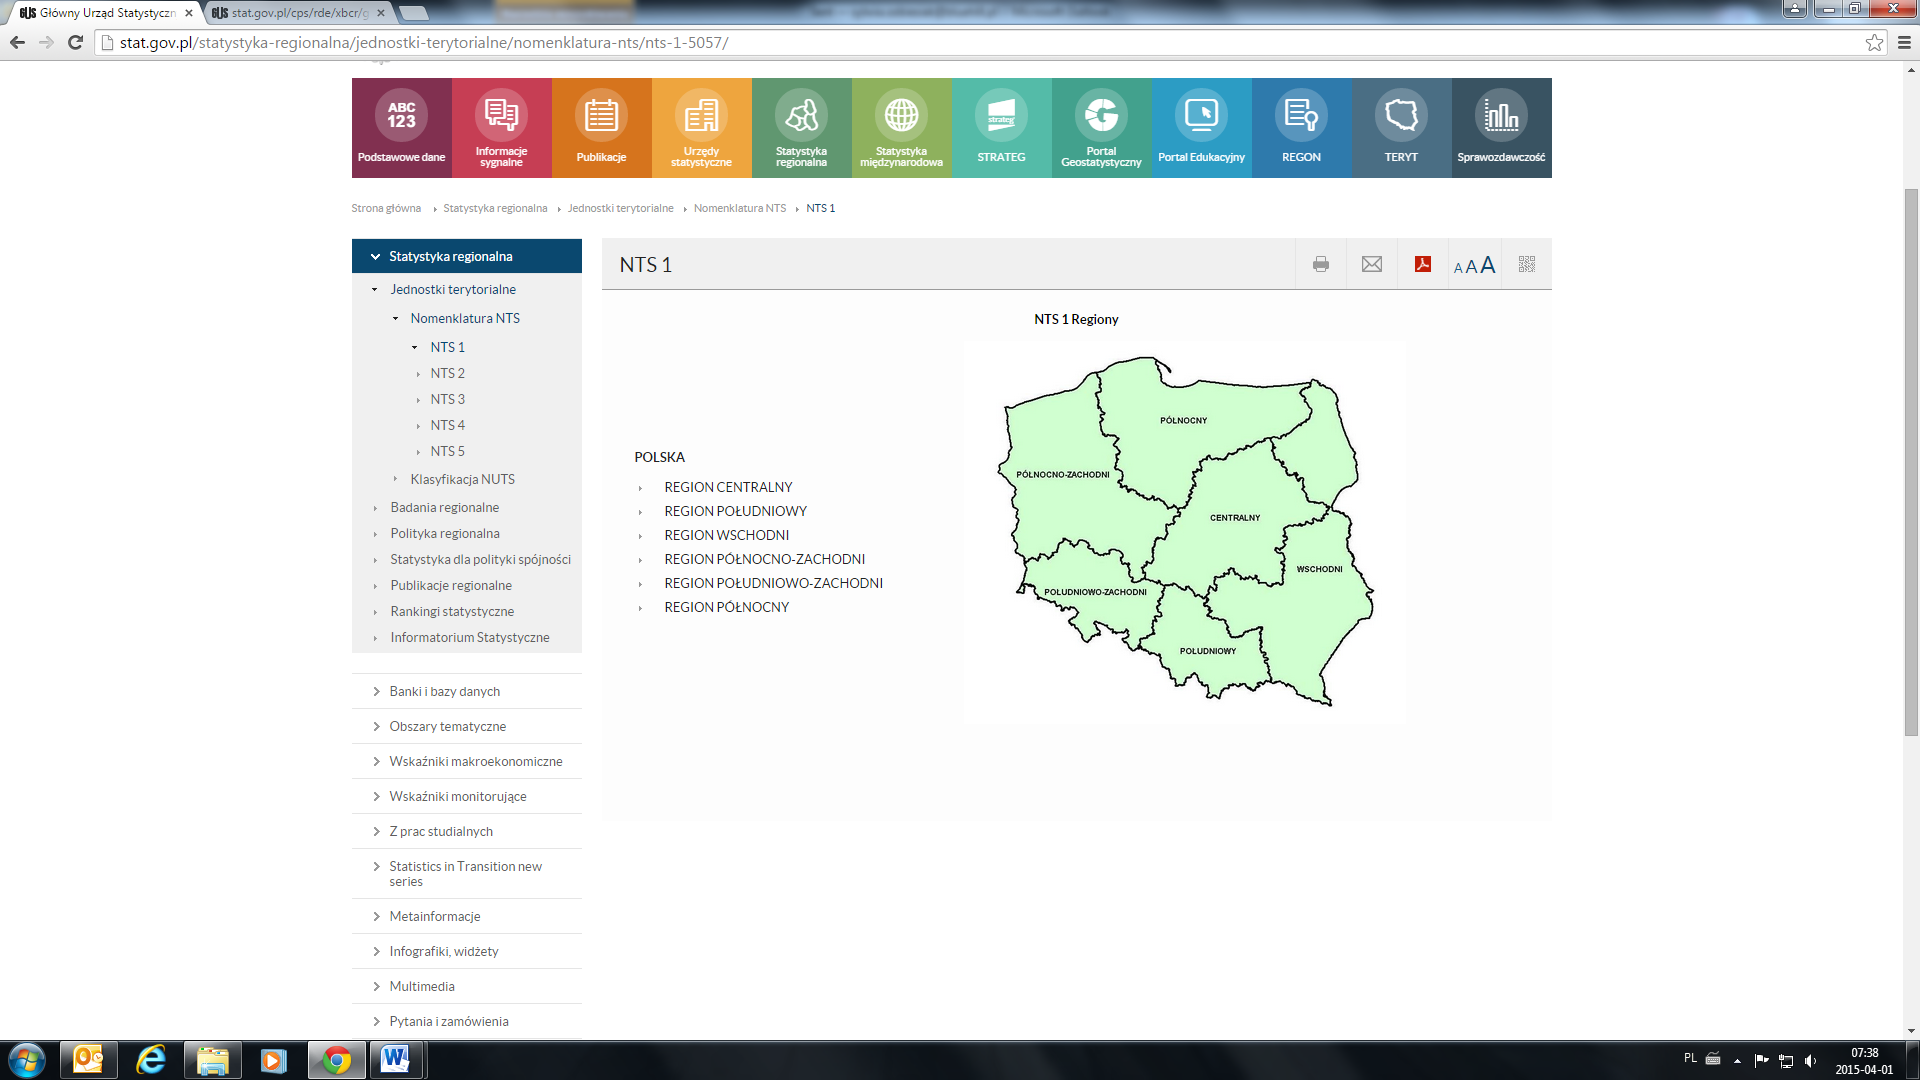 Główny Urząd Statystyczn
stat.gov.pl/cps/rde/xbcr/g
stat.gov.pl/statystyka-regionalna/jednostki-terytorialne/nomenklatura-nts/nts-1-5057/
ABC
123
Podstawowe dane
Informacje
sygnalne
Publikacje
Urzędy
statystyczne
Statystyka
regionalna
Statystyka
międzynarodowa
strateg
STRATEG
Portal
Geostatystyczny
Portal Edukacyjny
REGON
TERYT
Sprawozdawczość
Strona główna Statystyka regionalna Jednostki terytorialne Nomenklatura NTS NTS 1
Statystyka regionalna
Jednostki terytorialne
Nomenklatura NTS
NTS 1
NTS 2
NTS 3
NTS 4
NTS 5
Klasyfikacja NUTS
Badania regionalne
Polityka regionalna
Statystyka dla polityki spójności
Publikacje regionalne
Rankingi statystyczne
Informatorium Statystyczne
Banki i bazy danych
Obszary tematyczne
Wskaźniki makroekonomiczne
Wskaźniki monitorujące
Z prac studialnych
Statistics in Transition new
series
Metainformacje
Infografiki, widżety
Multimedia
Pytania i zamówienia
NTS 1
A A A
NTS 1 Regiony
POLSKA
REGION CENTRALNY
REGION POŁUDNIOWY
REGION WSCHODNI
REGION PÓŁNOCNO-ZACHODNI
REGION POŁUDNIOWO-ZACHODNI
REGION PÓŁNOCNY
PÓŁNOCNY
PÓŁNOCNO-ZACHODNI
CENTRALNY
WSCHODNI
POŁUDNIOWO-ZACHODNI
POŁUDNIOWY
PL
07:38
2015-04-01